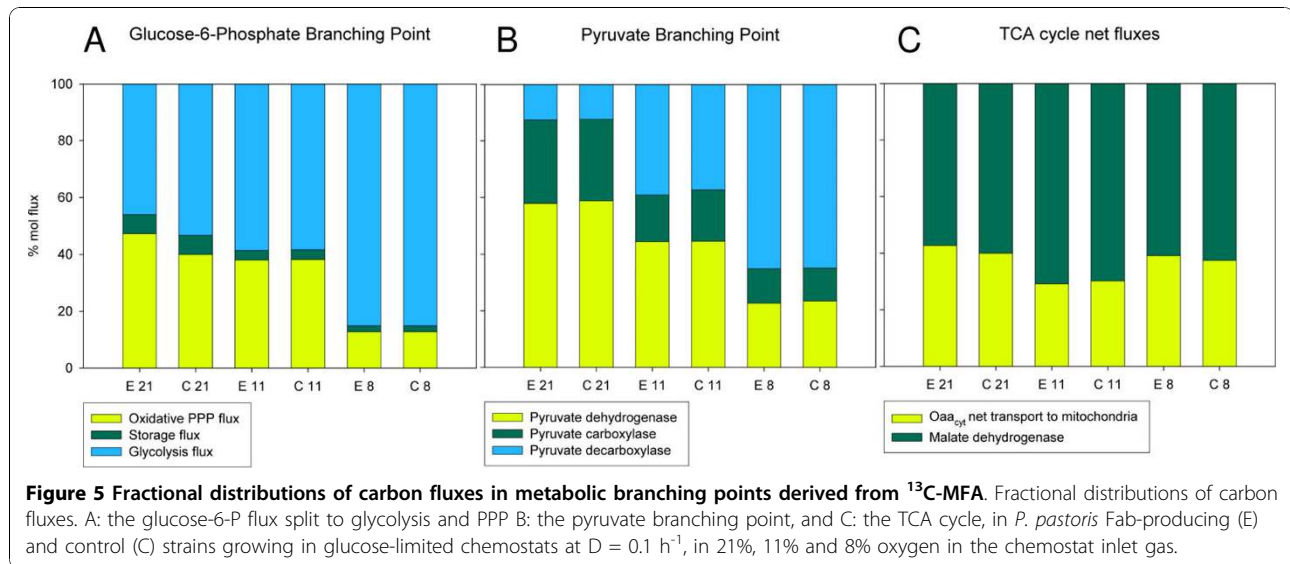 A Glucose-6-Phosphate Branching Point
B Pyruvate Branching Point
C TCA cycle net fluxes
% mol flux
100
80
60
40
20
0
E 21 C 21 E 11 C 11 E 8 C 8
E 21 C 21 E 11 C 11 E 8 C 8
E 21 C 21 E 11 C 11 E 8 C 8
Oxidative PPP flux
Storage flux
Glycolysis flux
Pyruvate dehydrogenase
Pyruvate carboxylase
Pyruvate decarboxylase
Oaacyt net transport to mitochondria
Malate dehydrogenase
Figure 5 Fractional distributions of carbon fluxes in metabolic branching points derived from 13C-MFA. Fractional distributions of carbon
fluxes. A: the glucose-6-P flux split to glycolysis and PPP B: the pyruvate branching point, and C: the TCA cycle, in P. pastoris Fab-producing (E)
and control (C) strains growing in glucose-limited chemostats at D = 0.1 h-1, in 21%, 11% and 8% oxygen in the chemostat inlet gas.